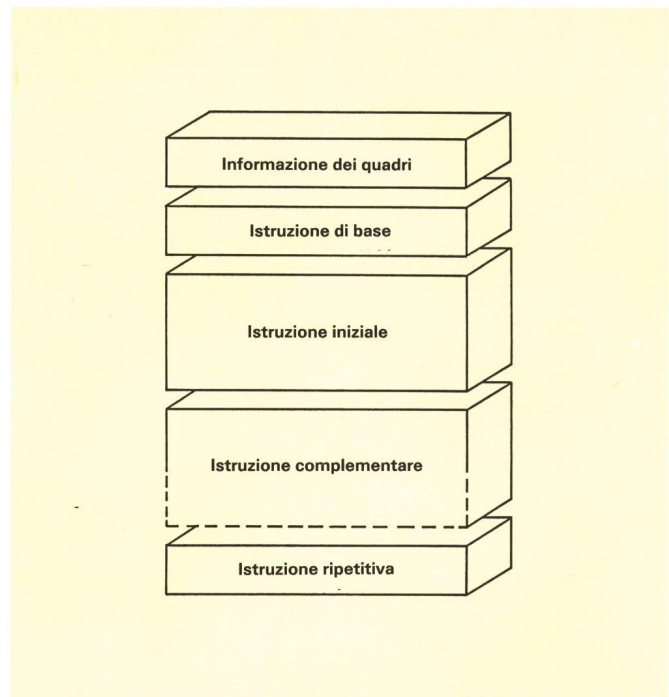 Informazione dei quadri
Istruzione di base
Istruzione iniziale
Istruzione complementare
Istruzione ripetitiva